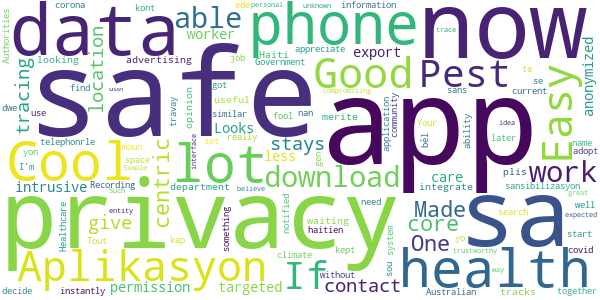 corona kont ede personal unknown information trace
Authorities data able phone now
looking advertising worker job Haiti Government appreciate export
tracing location safe Good Pest Easy anonymized
dwe find user got opinion fool compromising sans se ta current
use telephonrle similar nan merite community application Your bel ability idea later
yon Cool moun space' set really Looks useful stays app name adopt
I'm Simple interface travay lot less gen download care plis work
intrusive Recording centric department believe integrate sansibilizasyon great
Such privacy need core Made sa well expected
Healthcare entity give something waiting notified system One yo search start covid
Tout kap haitien climate kept sou trustworthy health
Aplikasyon If without contact way
decide instantly permission targeted tracks Australian together